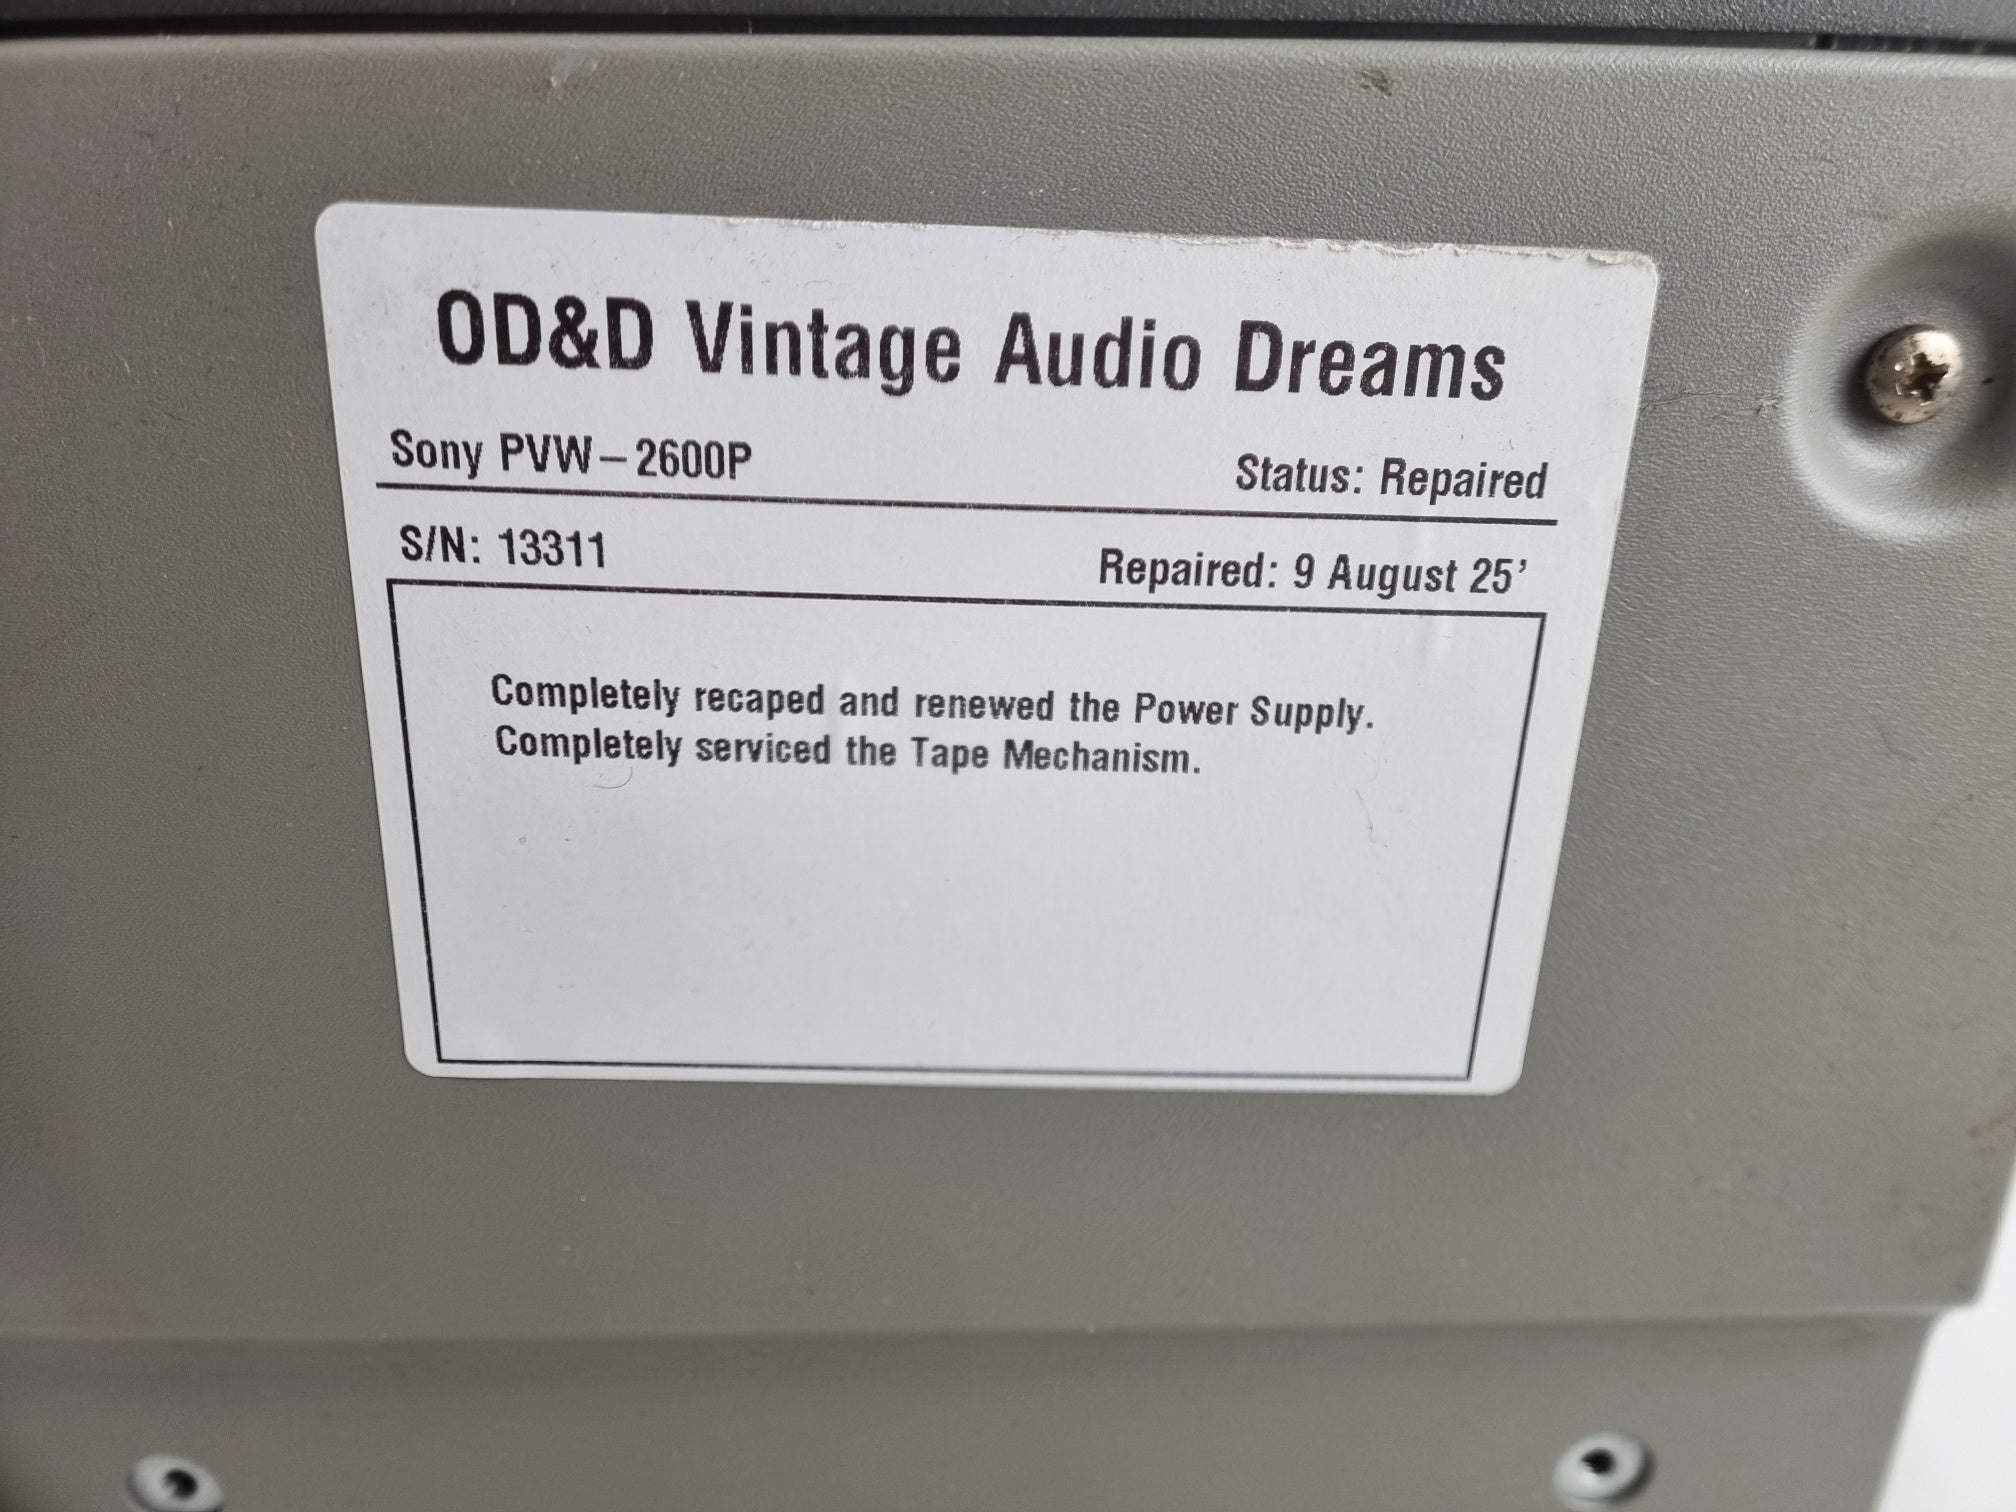 OD&D Vintage Audio Dreams
Sony PVW-2600P Status: Repaired
S/N: 13311 Repaired: 9 August 25'
Completely recaped and renewed the Power Supply.
Completely serviced the Tape Mechanism.